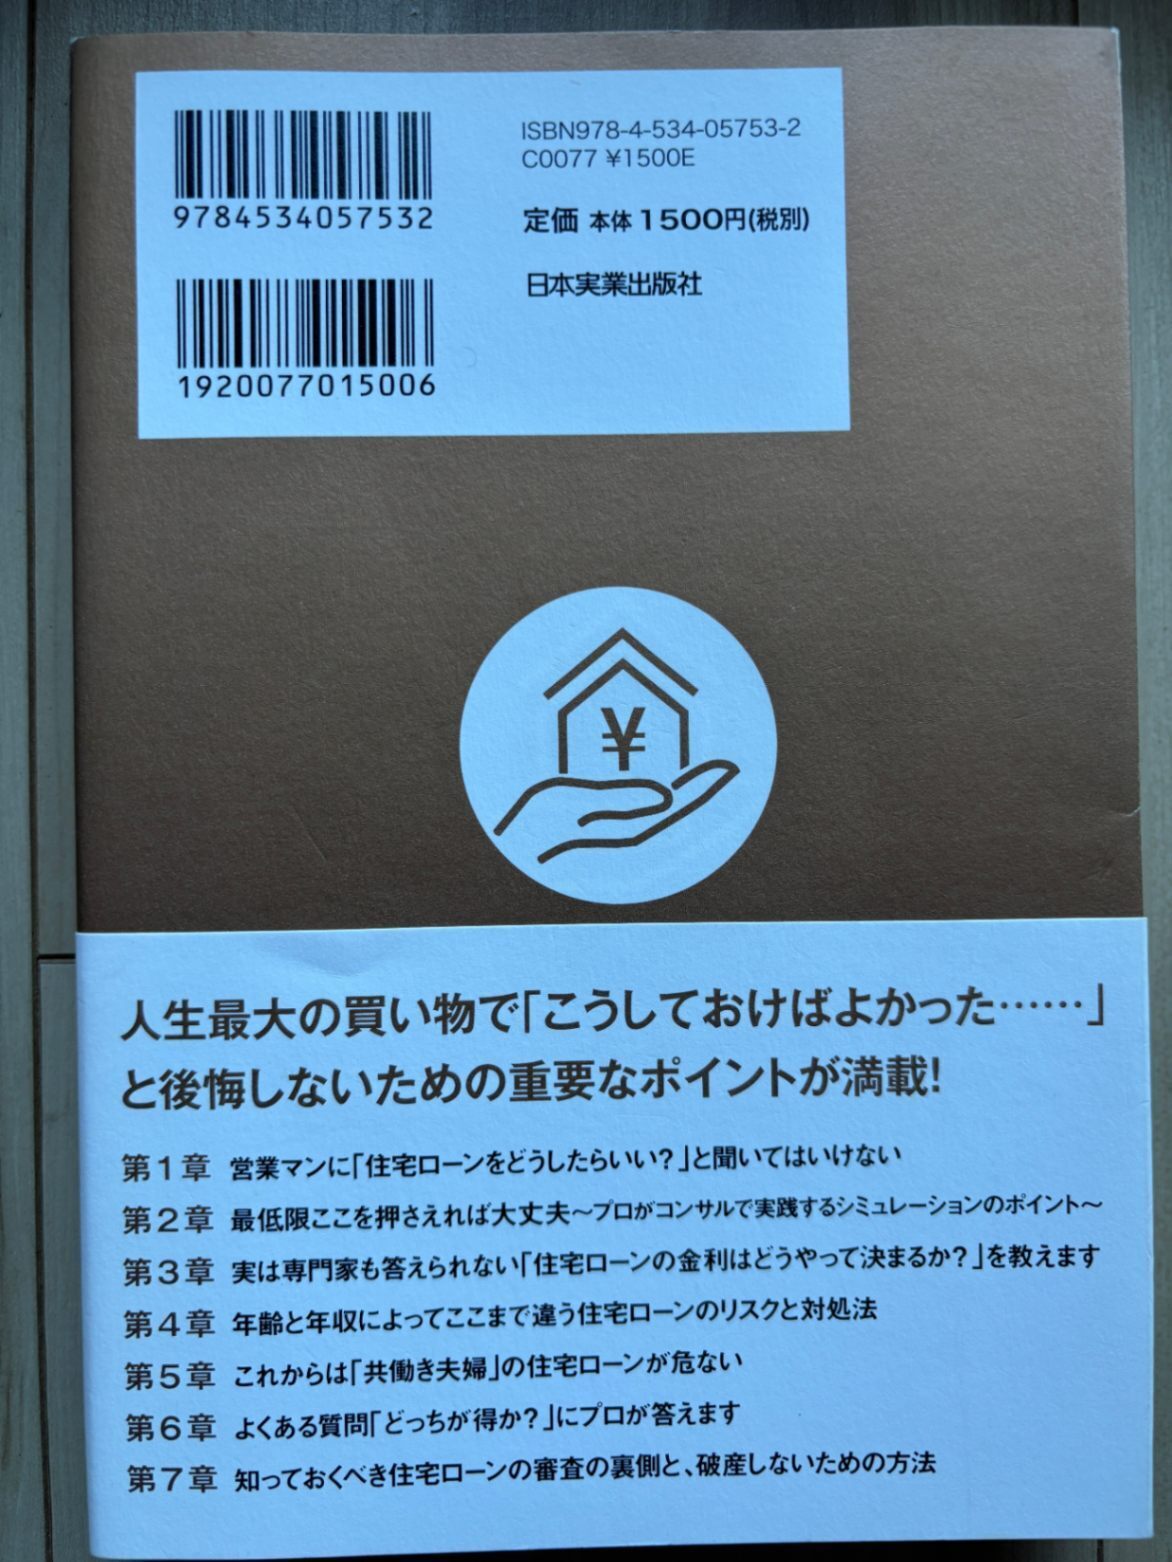 ISBN978-4-534-05753-2
C0077 ¥1500E
9784534057532
定価 本体1500円(税別)
日本実業出版社
1920077015006
¥
人生最大の買い物で「こうしておけばよかった……」
と後悔しないための重要なポイントが満載!
第1章 営業マンに「住宅ローンをどうしたらいい?」と聞いてはいけない
第2章 最低限ここを押さえれば大丈夫～プロがコンサルで実践するシミュレーションのポイント～
第3章 実は専門家も答えられない「住宅ローンの金利はどうやって決まるか?」を教えます
第4章 年齢と年収によってここまで違う住宅ローンのリスクと対処法
第5章 これからは「共働き夫婦」の住宅ローンが危ない
第6章 よくある質問「どっちが得か?」にプロが答えます
第7章 知っておくべき住宅ローンの審査の裏側と、破産しないための方法